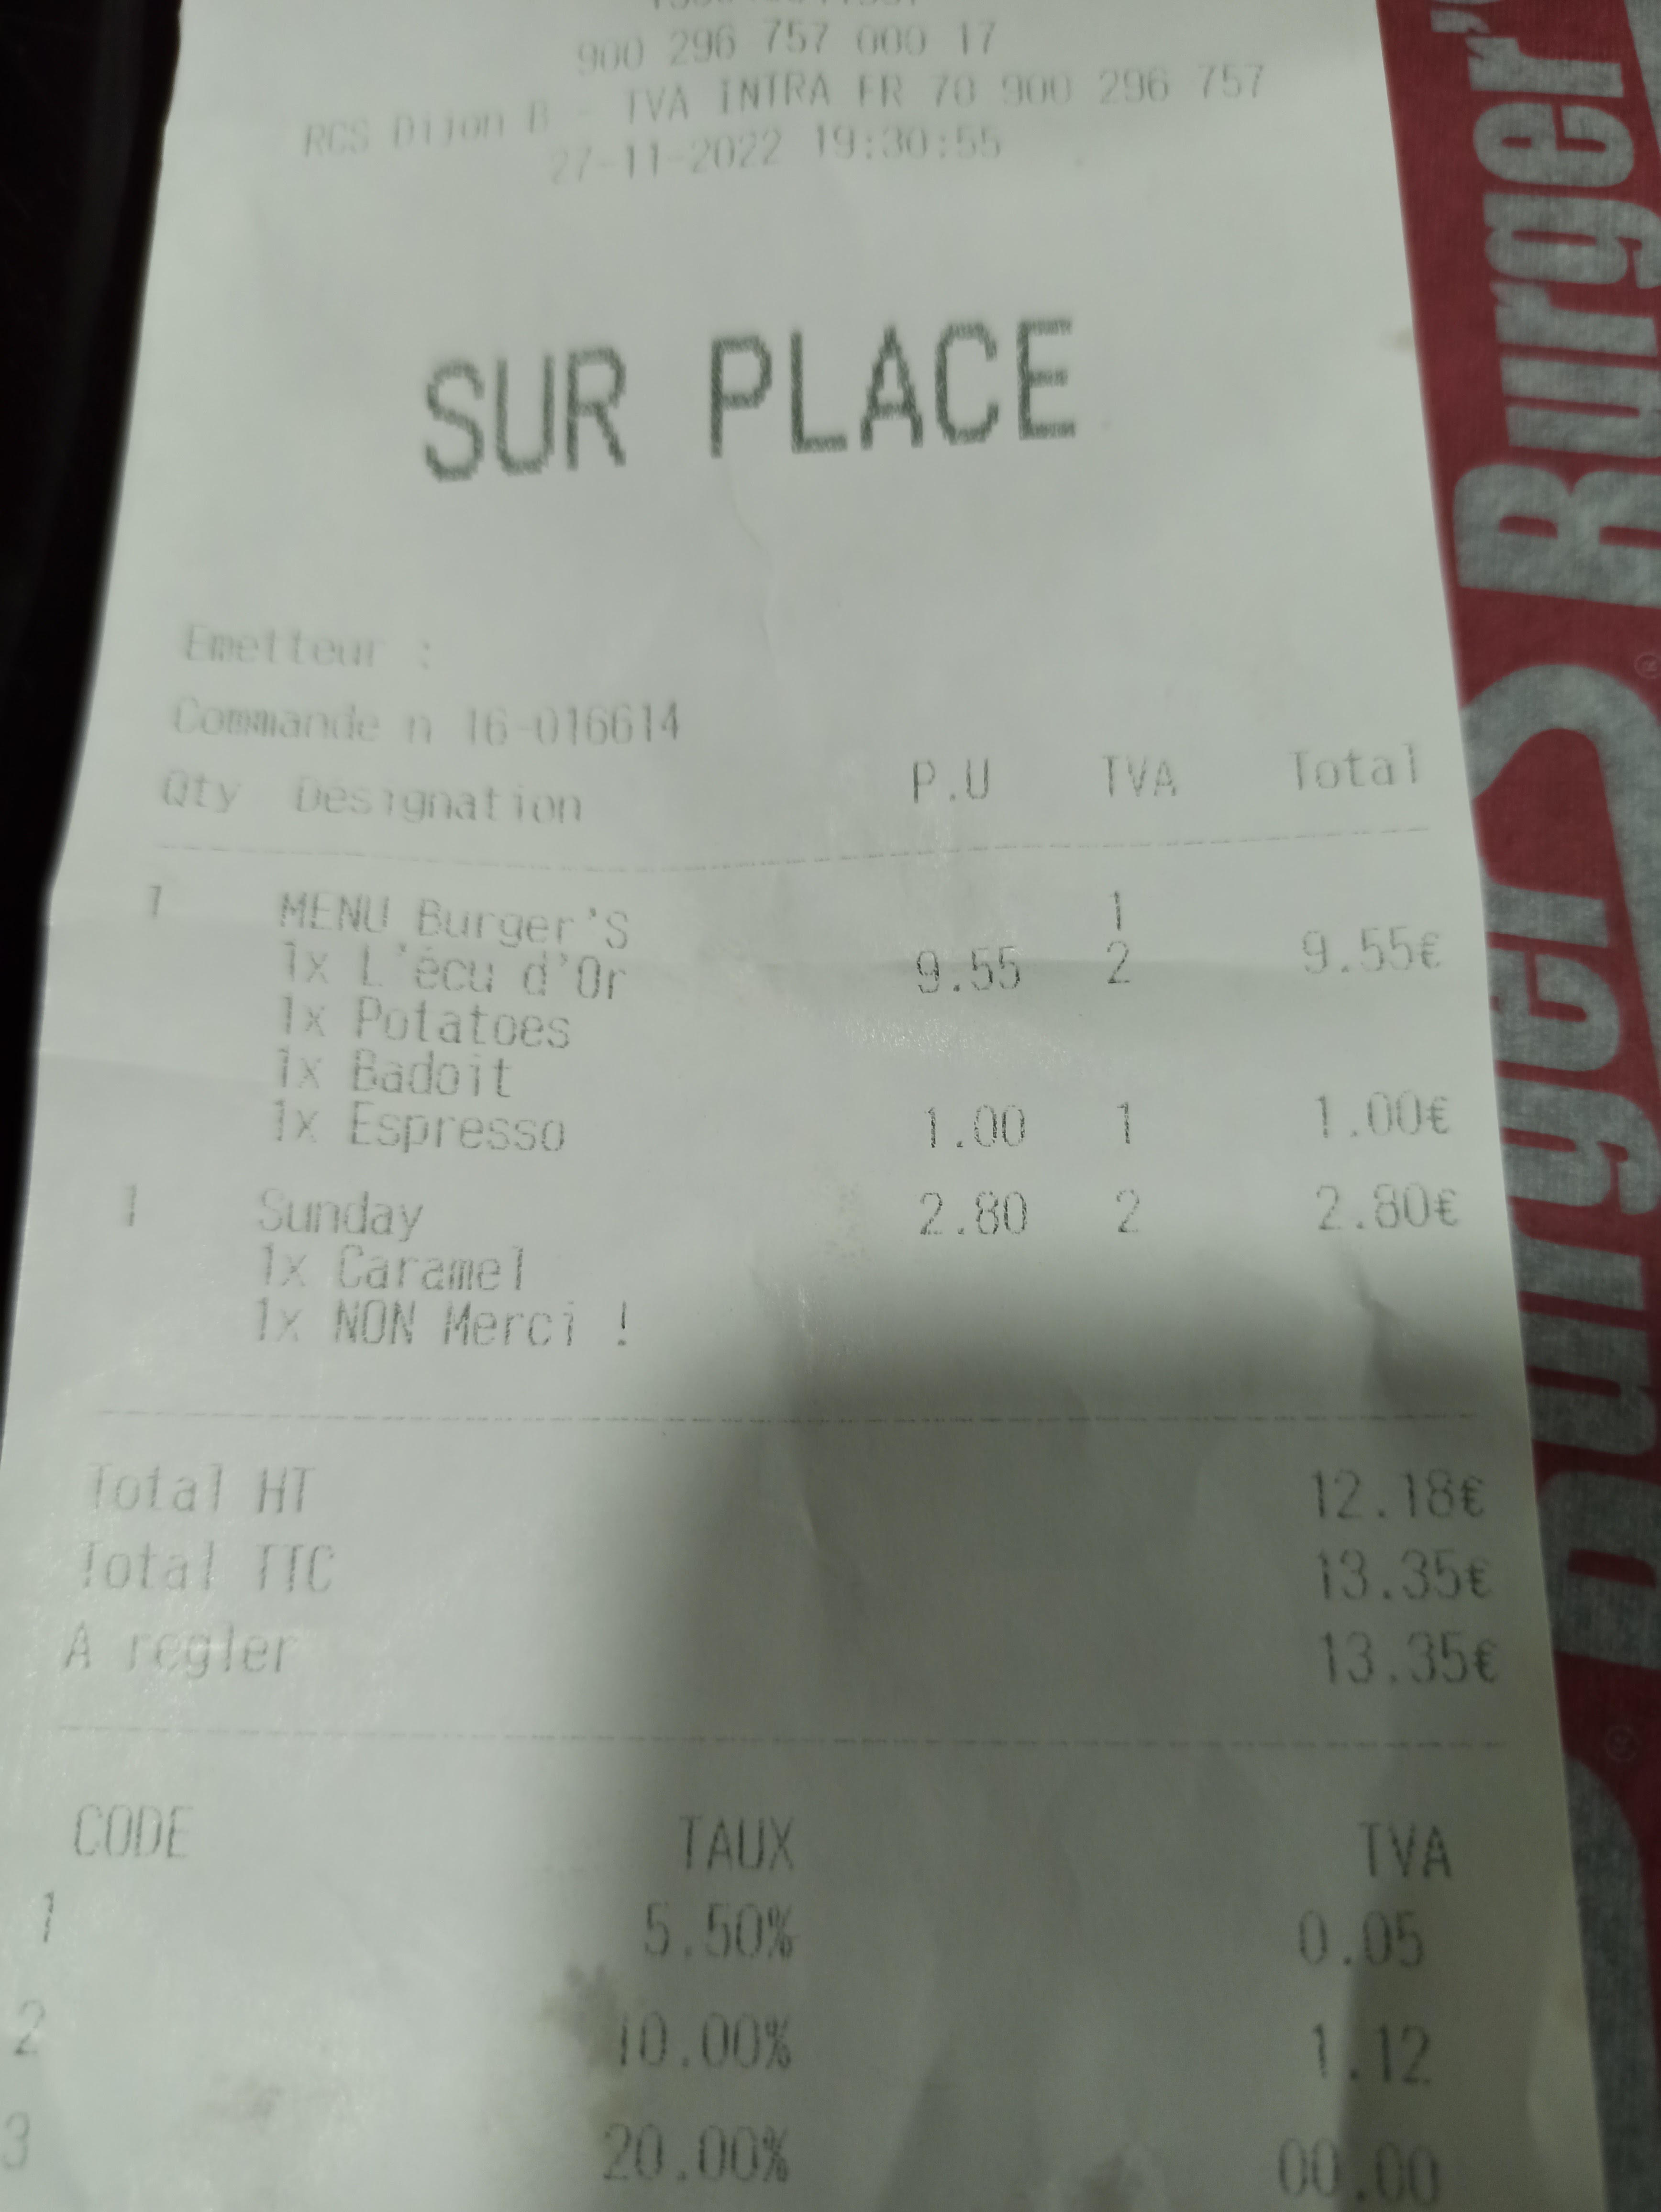 900 296 757 000 17
RCS Dijon B - TVA INTRA FR 70 900 296 757
27-11-2022 19:30:55
SUR PLACE
Emetteur :
Commande n 16-016614
Qty Désignation P.U TVA Total
1 MENU Burger'S 1
1x L'écu d'Or 9.55 2 9.55€
1x Potatoes
1x Badoit
1x Espresso 1.00 1 1.00€
1 Sunday 2.80 2 2.80€
1x Caramel
1x NON Merci !
Total HT 12.18€
Total TTC 13.35€
A regler 13.35€
CODE TAUX TVA
1 5.50% 0.05
2 10.00% 1.12
3 20.00% 00.00
Burger'S
Burger'S